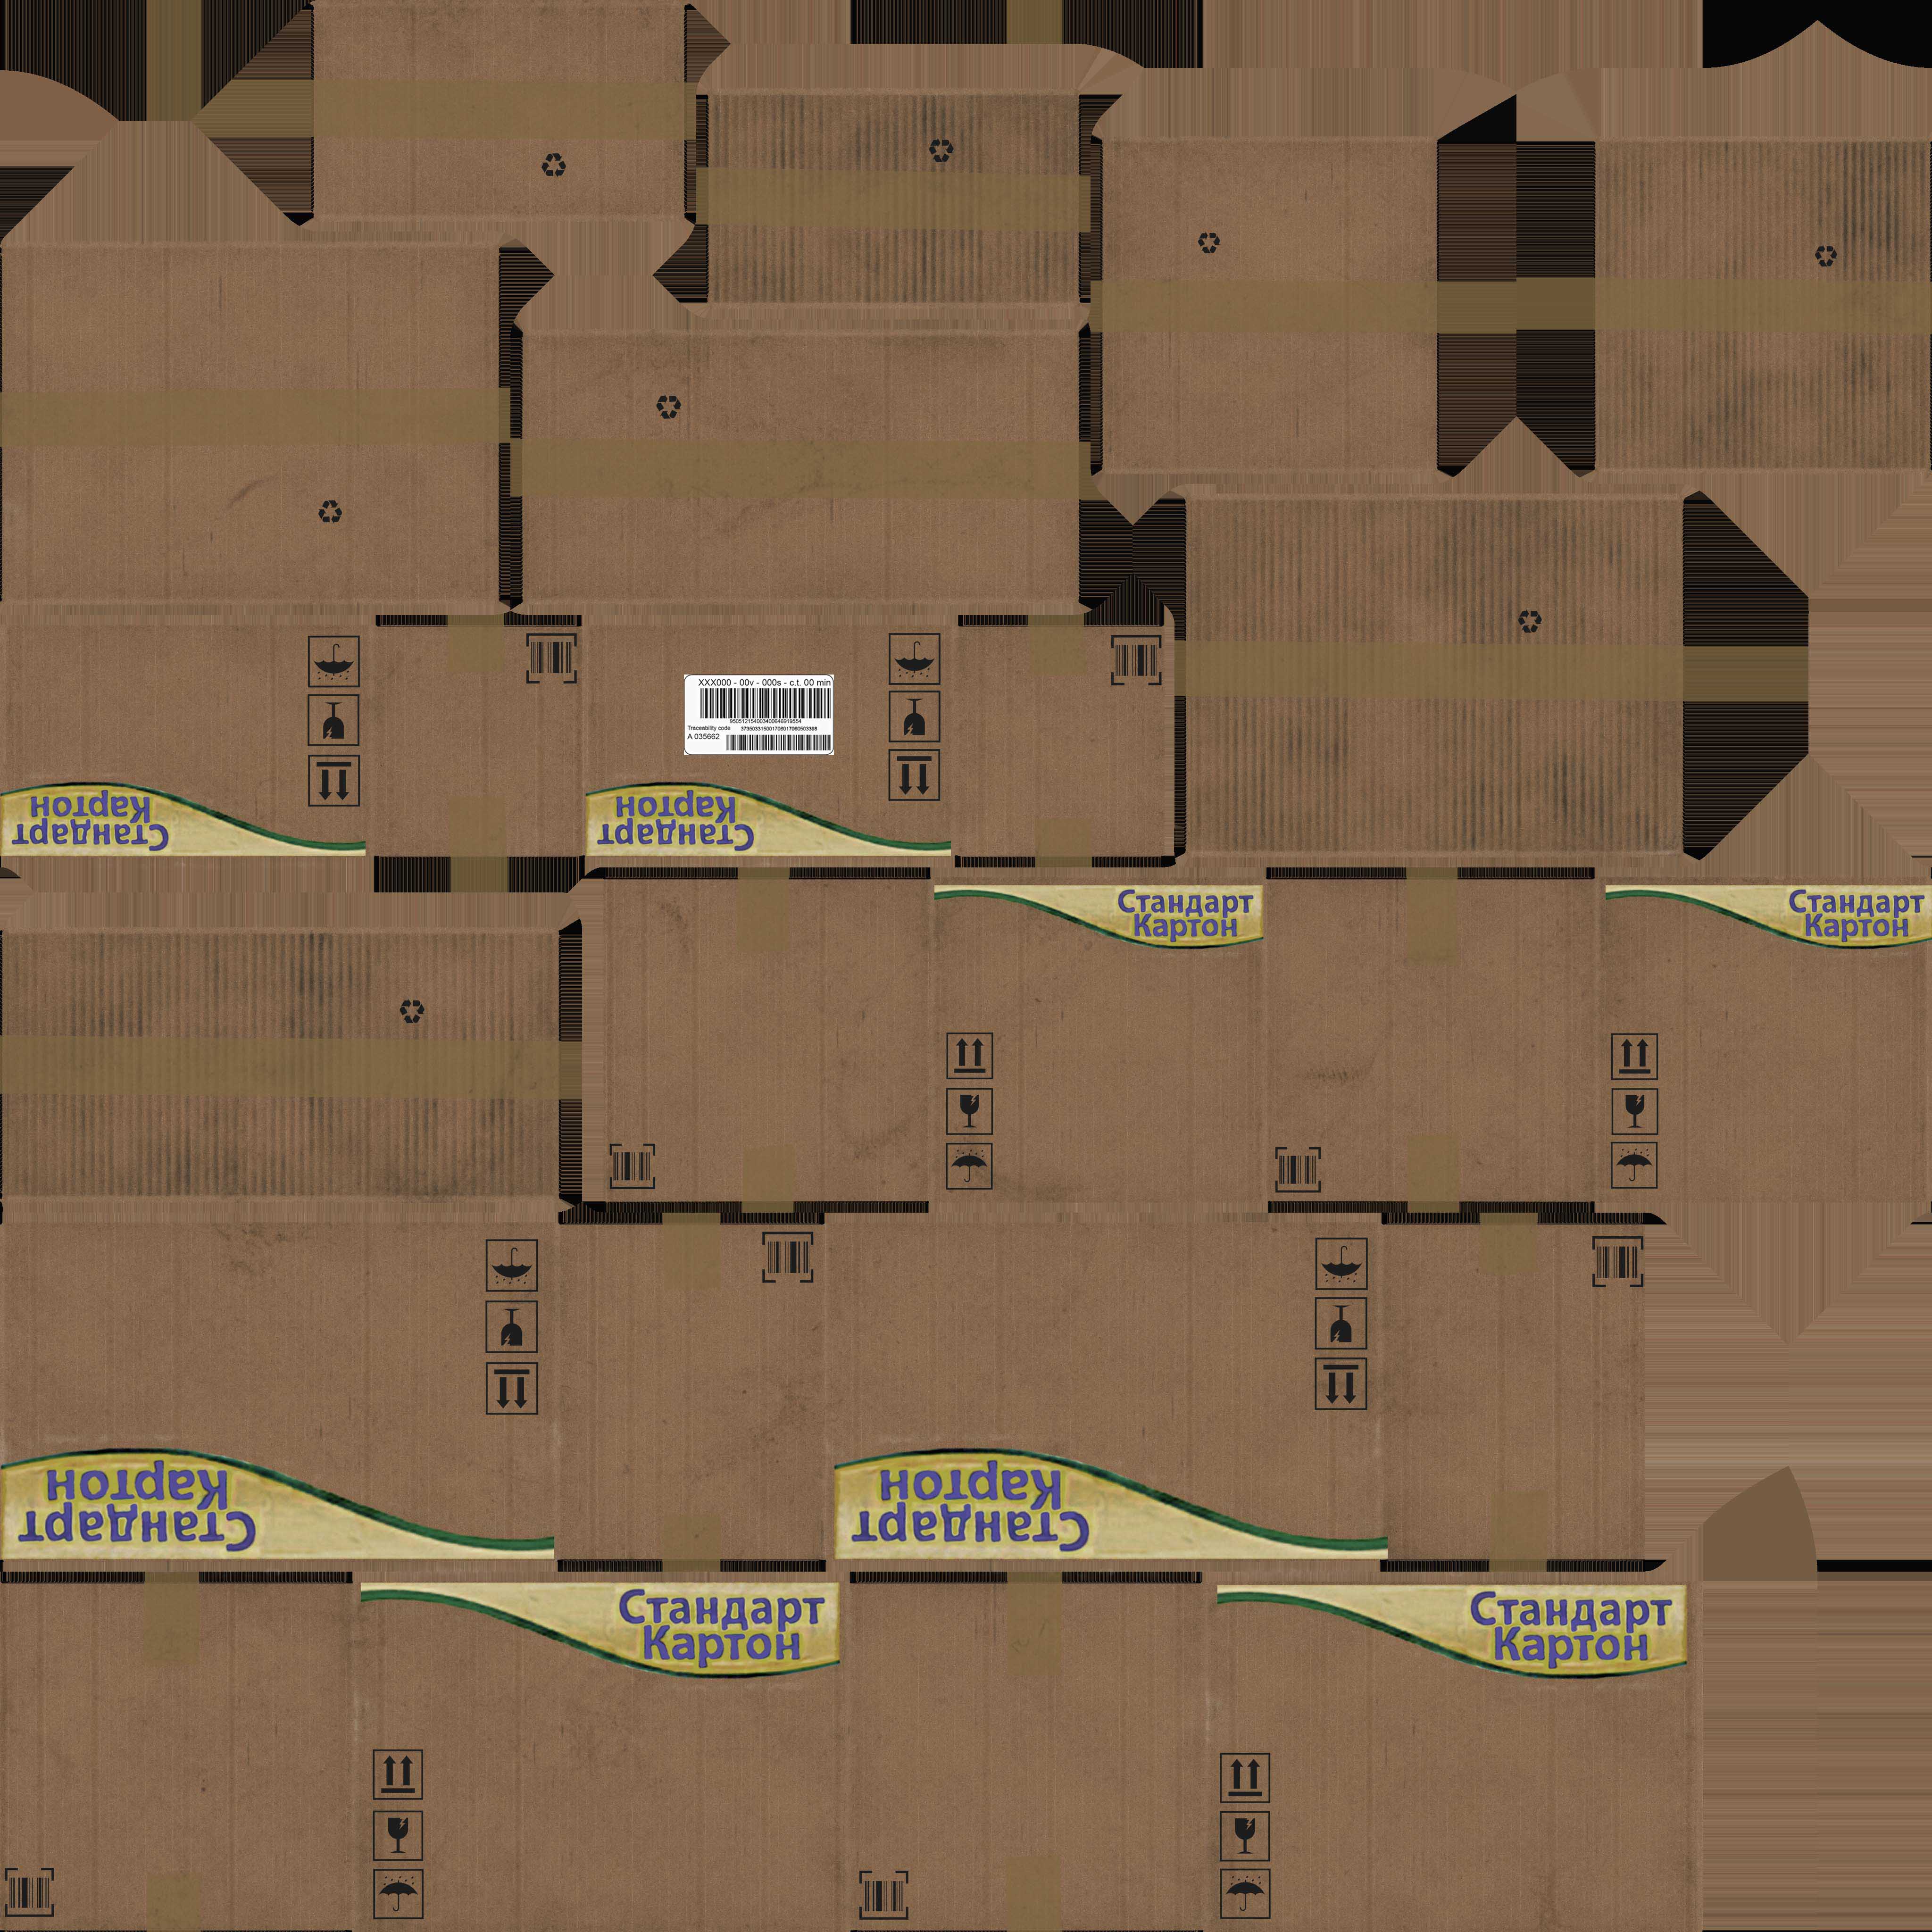 XXX000 - 00v - 000s - c.t. 00 min
Traceability code
A 035662
Стандарт
Картон
Стандарт
Картон
Стандарт
Картон
Стандарт
Картон
Стандарт
Картон
Стандарт
Картон
Стандарт
Картон
Стандарт
Картон